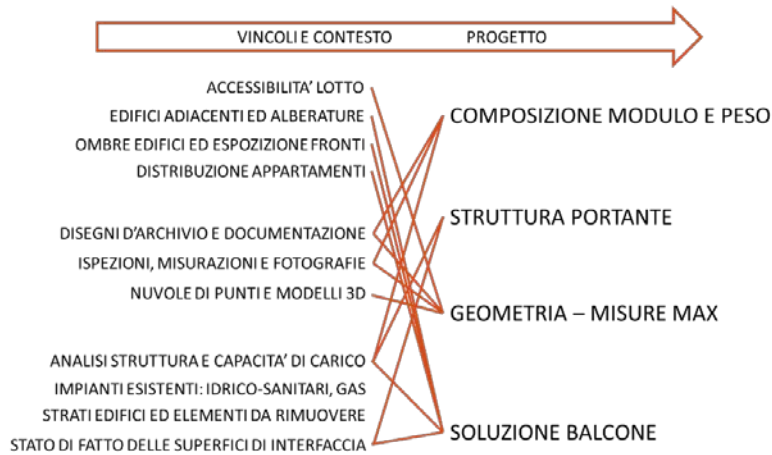 VINCOLI E CONTESTO PROGETTO
ACCESSIBILITA' LOTTO
EDIFICI ADIACENTI ED ALBERATURE
OMBRE EDIFICI ED ESPOZIZIONE FRONTI
DISTRIBUZIONE APPARTAMENTI
DISEGNI D'ARCHIVIO E DOCUMENTAZIONE
ISPEZIONI, MISURAZIONI E FOTOGRAFIE
NUVOLE DI PUNTI E MODELLI 3D
ANALISI STRUTTURA E CAPACITA' DI CARICO
IMPIANTI ESISTENTI: IDRICO-SANITARI, GAS
STRATI EDIFICI ED ELEMENTI DA RIMUOVERE
STATO DI FATTO DELLE SUPERFICI DI INTERFACCIA
COMPOSIZIONE MODULO E PESO
STRUTTURA PORTANTE
GEOMETRIA – MISURE MAX
SOLUZIONE BALCONE